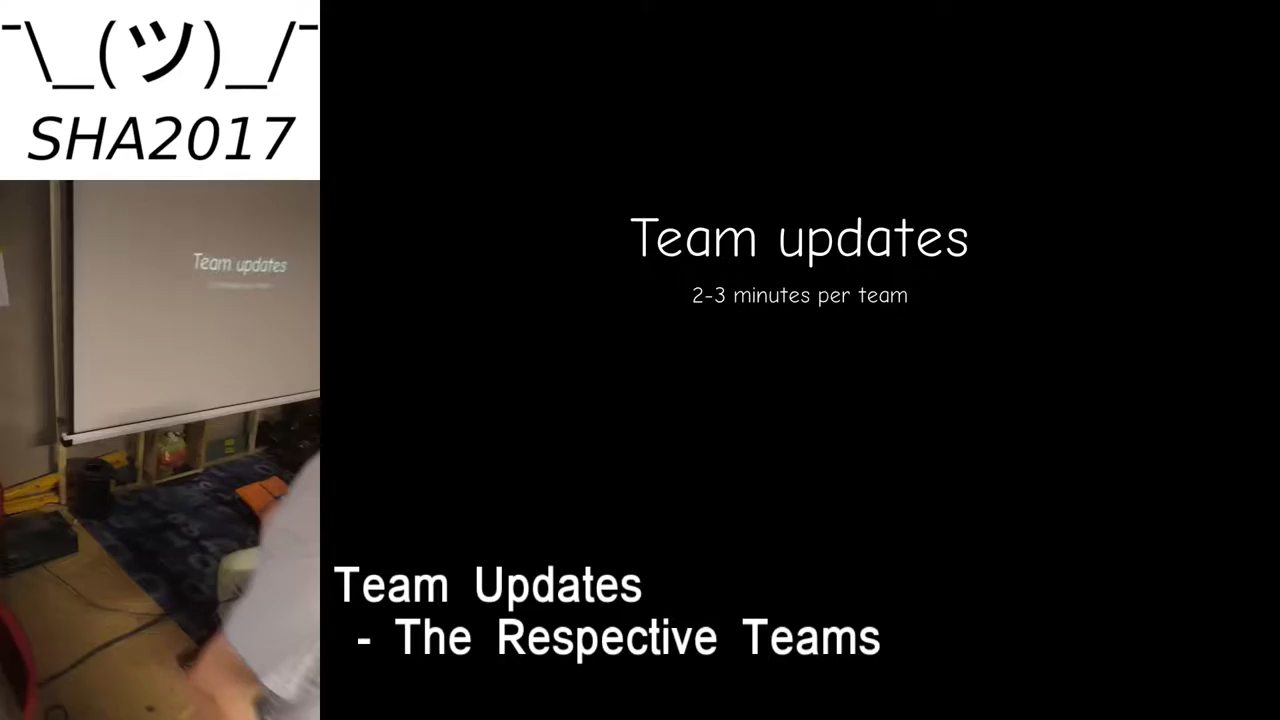 ¯\_(ツ)_/¯
SHA2017
Team updates
Team updates
2-3 minutes per team
Team Updates
- The Respective Teams